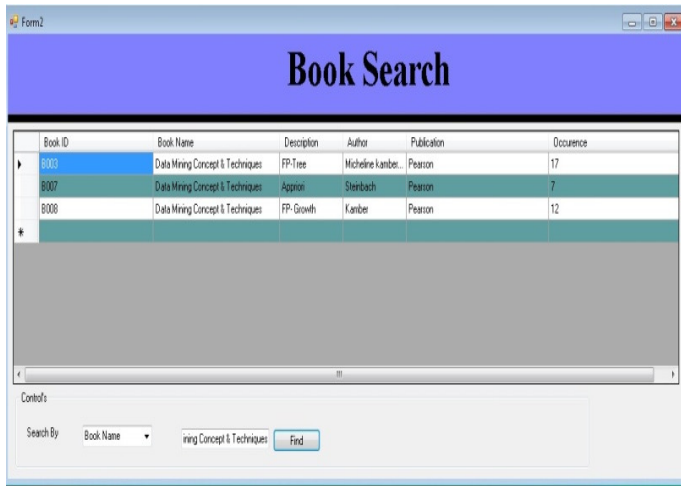 Form2
Book Search
Book ID Book Name Description Author Publication Occurence
B003 Data Mining Concept & Techniques FP-Tree Micheline kamber... Pearson 17
B007 Data Mining Concept & Techniques Appriori Steinbach Pearson 7
B008 Data Mining Concept & Techniques FP- Growth Kamber Pearson 12
Control's
Search By Book Name ining Concept & Techniques Find